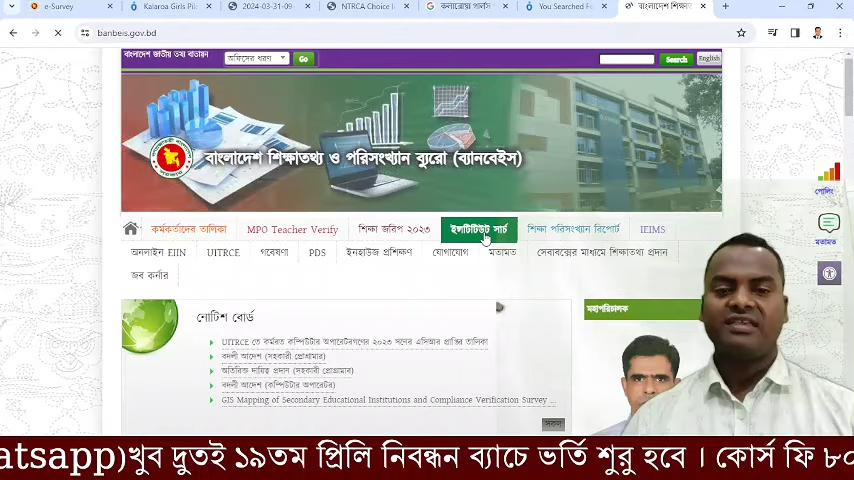 e-Survey
Kalaroa Girls Pil
2024-03-31-09
NTRCA Choice L
কলারোয়া গার্লস
You Searched F
বাংলাদেশ শিক্ষাত
banbeis.gov.bd
বাংলাদেশ জাতীয় তথ্য বাতায়ন
অফিসের ধরণ
Go
Search
English
বাংলাদেশ শিক্ষাতথ্য ও পরিসংখ্যান ব্যুরো (ব্যানবেইস)
পোলিং
মতামত
কর্মকর্তাদের তালিকা
MPO Teacher Verify
শিক্ষা জরিপ ২০২৩
ইন্সটিটিউট সার্চ
শিক্ষা পরিসংখ্যান রিপোর্ট
IEIMS
অনলাইন EIIN
UITRCE
গবেষণা
PDS
ইনহাউজ প্রশিক্ষণ
যোগাযোগ
মতামত
সেবাবক্সের মাধ্যমে শিক্ষাতথ্য প্রদান
জব কর্নার
নোটিশ বোর্ড
মহাপরিচালক
UITRCE তে কর্মরত কম্পিউটার অপারেটরগণের ২০২৩ সনের এসিআর প্রাপ্তির তালিকা
বদলী আদেশ (সহকারী প্রোগ্রামার)
অতিরিক্ত দায়িত্ব প্রদান (সহকারী প্রোগ্রামার)
বদলী আদেশ (কম্পিউটার অপারেটর)
GIS Mapping of Secondary Educational Institutions and Compliance Verification Survey ...
সকল
atsapp)খুব দ্রুতই ১৯তম প্রিলি নিবন্ধন ব্যাচে ভর্তি শুরু হবে । কোর্স ফি ৮০